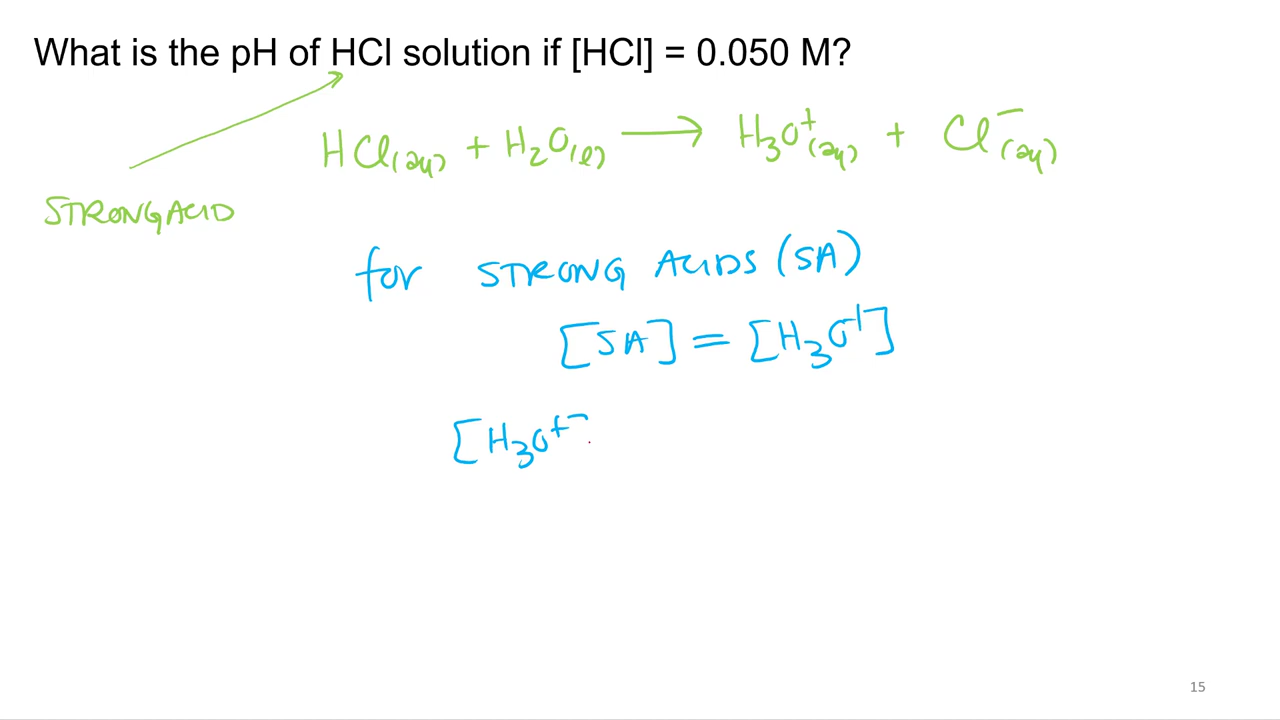 What is the pH of HCl solution if [HCl] = 0.050 M?
HCl(aq) + H₂O(l) → H₃O⁺(aq) + Cl⁻(aq)
STRONG ACID
for STRONG ACIDS (SA)
[SA] = [H₃O⁺]
[H₃O⁺
15